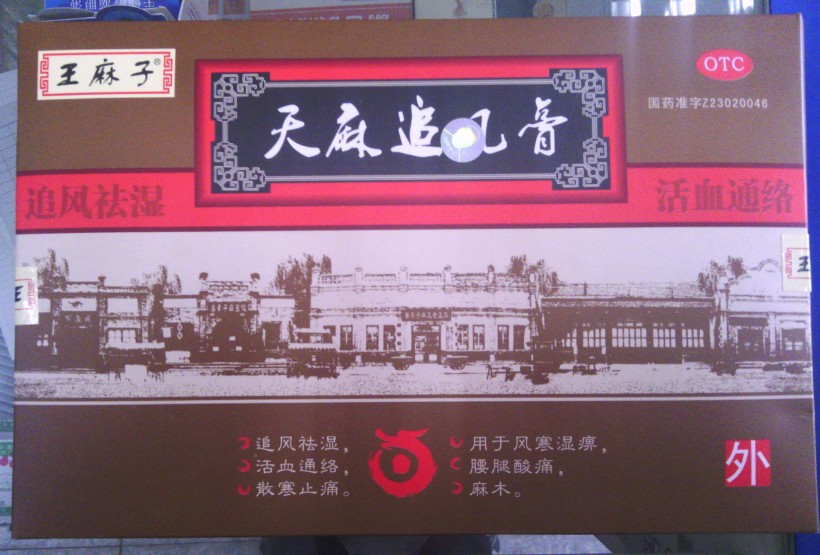 王麻子®
OTC
国药准字Z23020046
天麻追风膏
追风祛湿
活血通络
追风祛湿，
活血通络，
散寒止痛。
用于风寒湿痹，
腰腿酸痛，
麻木。
外